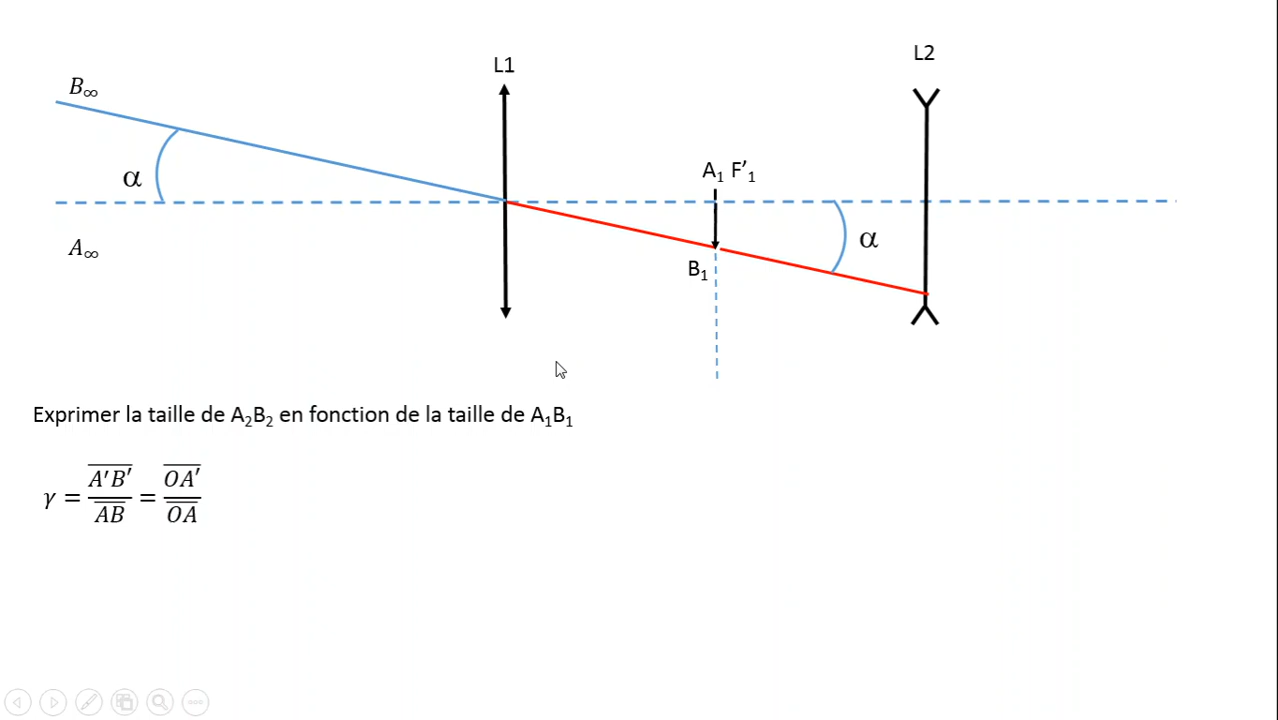 L2
L1
B∞
A₁ F’₁
α
α
A∞
B₁
Exprimer la taille de A₂B₂ en fonction de la taille de A₁B₁
γ = A′B′/AB = OA′/OA